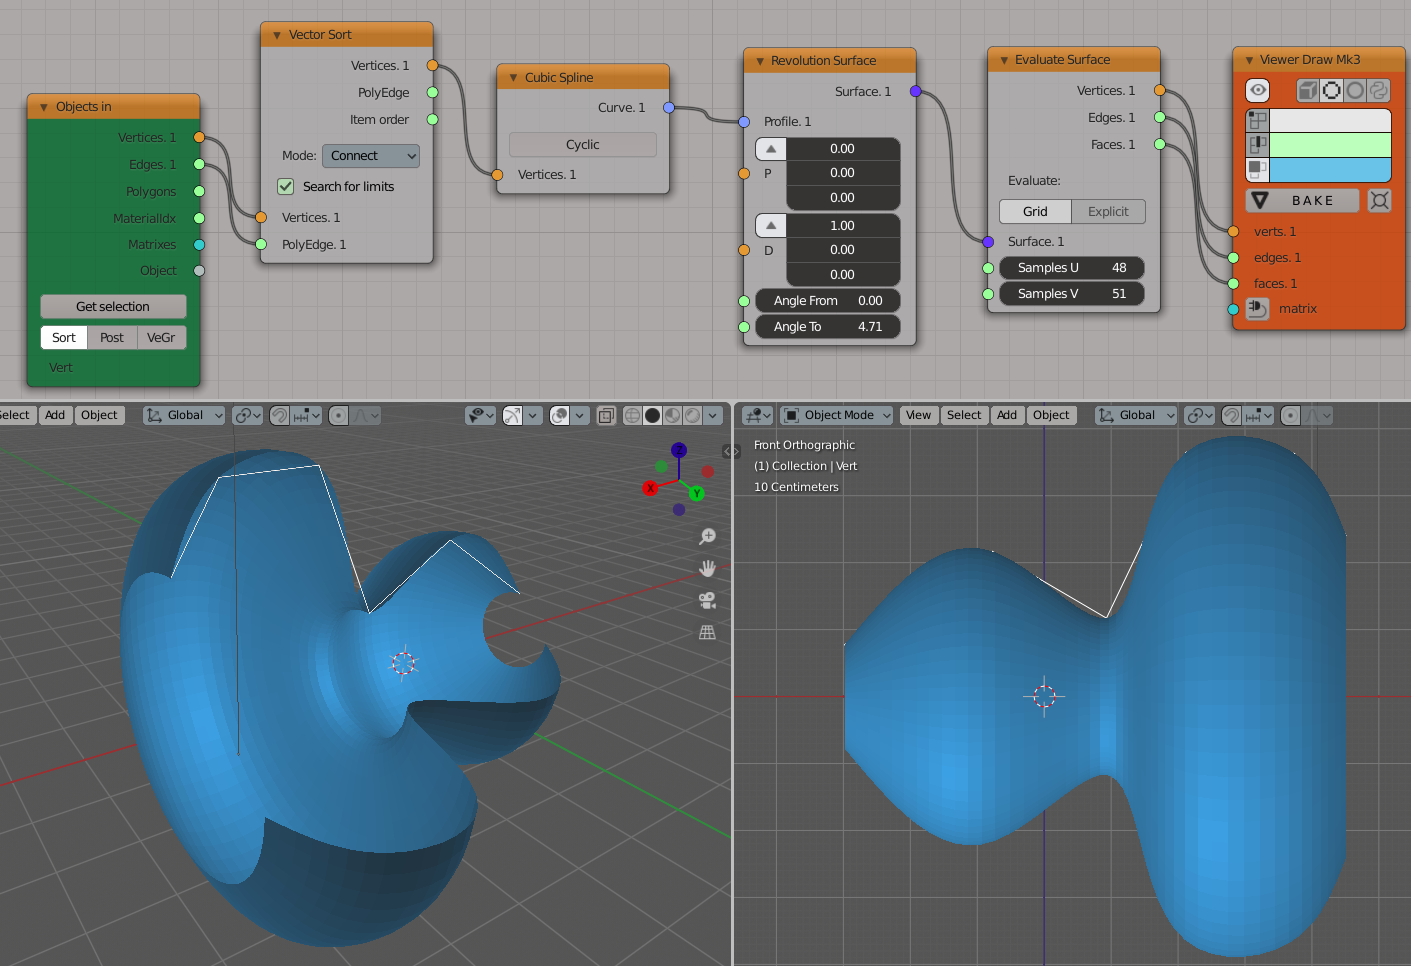 Objects in
Vertices. 1
Edges. 1
Polygons
MaterialIdx
Matrixes
Object
Get selection
Sort Post VeGr
Vert
Vector Sort
Vertices. 1
PolyEdge
Item order
Mode: Connect
Search for limits
Vertices. 1
PolyEdge. 1
Cubic Spline
Curve. 1
Cyclic
Vertices. 1
Revolution Surface
Surface. 1
Profile. 1
0.00
P 0.00
0.00
1.00
D 0.00
0.00
Angle From 0.00
Angle To 4.71
Evaluate Surface
Vertices. 1
Edges. 1
Faces. 1
Evaluate:
Grid Explicit
Surface. 1
Samples U 48
Samples V 51
Viewer Draw Mk3
BAKE
verts. 1
edges. 1
faces. 1
matrix
elect Add Object Global
Z
X
Y
Object Mode View Select Add Object Global
Front Orthographic
(1) Collection | Vert
10 Centimeters